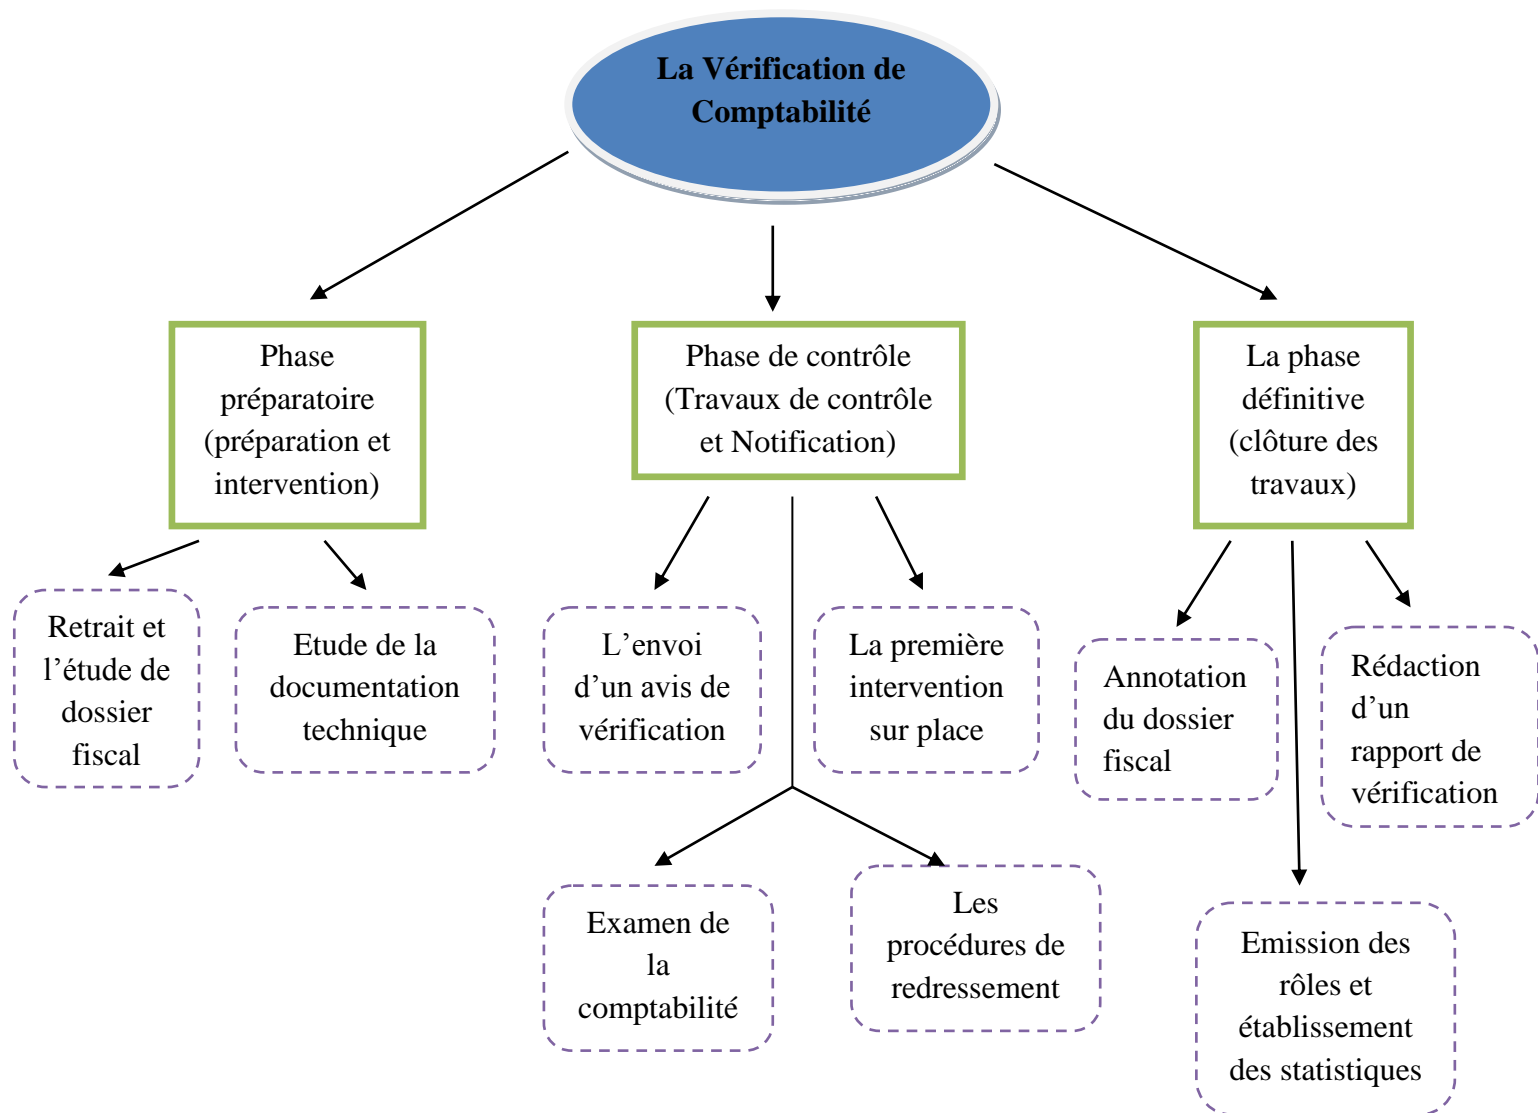 La Vérification de
Comptabilité
Phase
préparatoire
(préparation et
intervention)
Phase de contrôle
(Travaux de contrôle
et Notification)
La phase
définitive
(clôture des
travaux)
Retrait et
l’étude de
dossier
fiscal
Etude de la
documentation
technique
L’envoi
d’un avis de
vérification
La première
intervention
sur place
Annotation
du dossier
fiscal
Rédaction
d’un
rapport de
vérification
Examen de
la
comptabilité
Les
procédures de
redressement
Emission des
rôles et
établissement
des statistiques